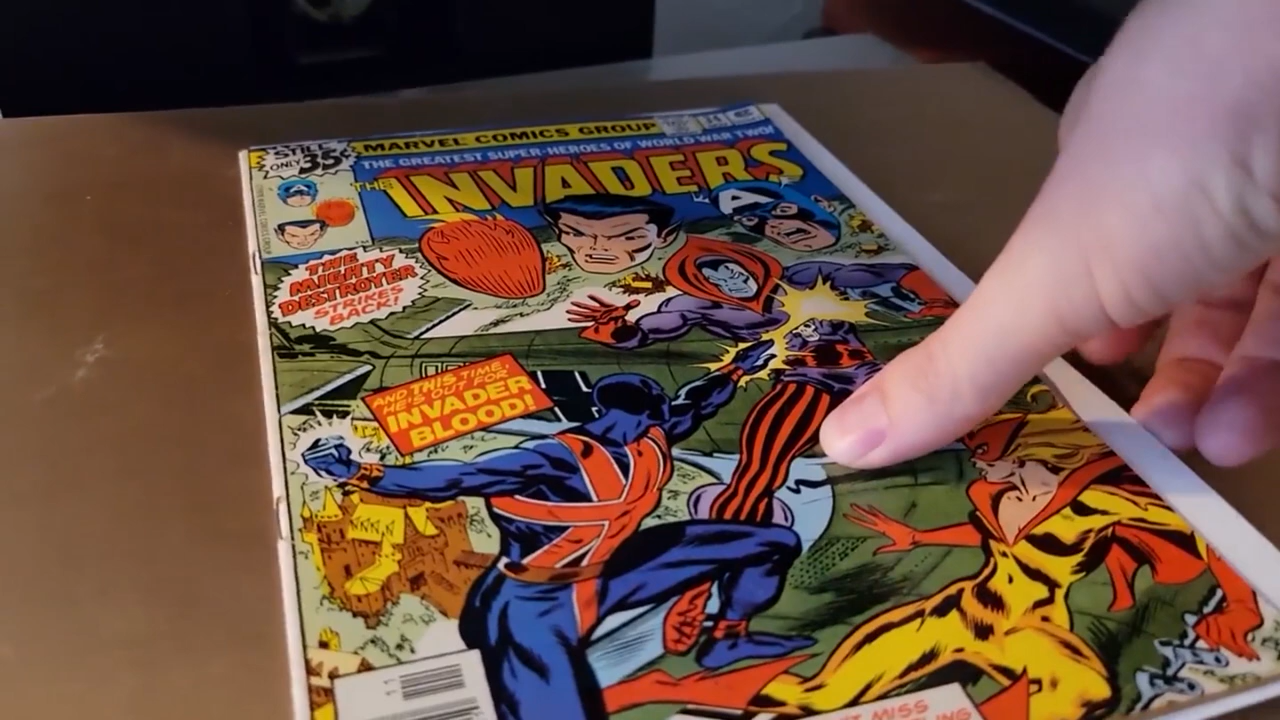 STILL
ONLY 35¢
MARVEL COMICS GROUP
THE GREATEST SUPER-HEROES OF WORLD WAR TWO!
THE INVADERS
A
THE
MIGHTY
DESTROYER
STRIKES
BACK!
AND THIS TIME,
HE'S OUT FOR
INVADER
BLOOD!
MISS